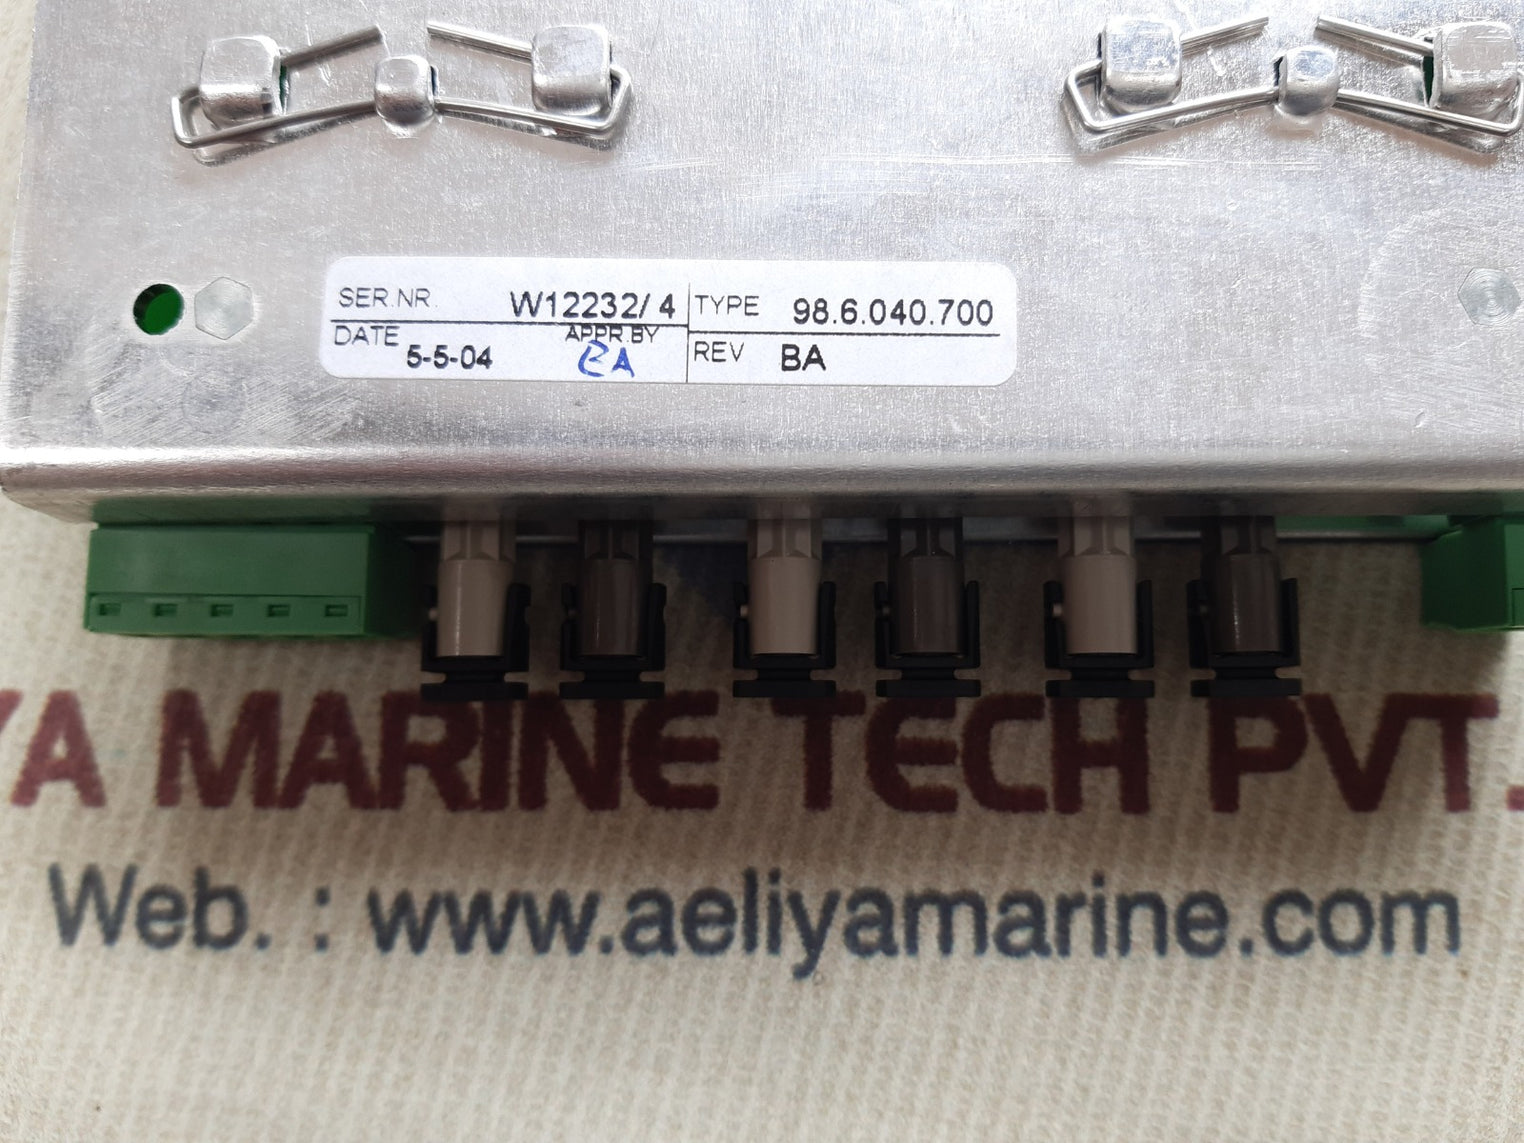 SER.NR. W12232/ 4 TYPE 98.6.040.700
DATE 5-5-04 APPR.BY REV BA
YA MARINE TECH PVT.
Web. : www.aeliyamarine.com